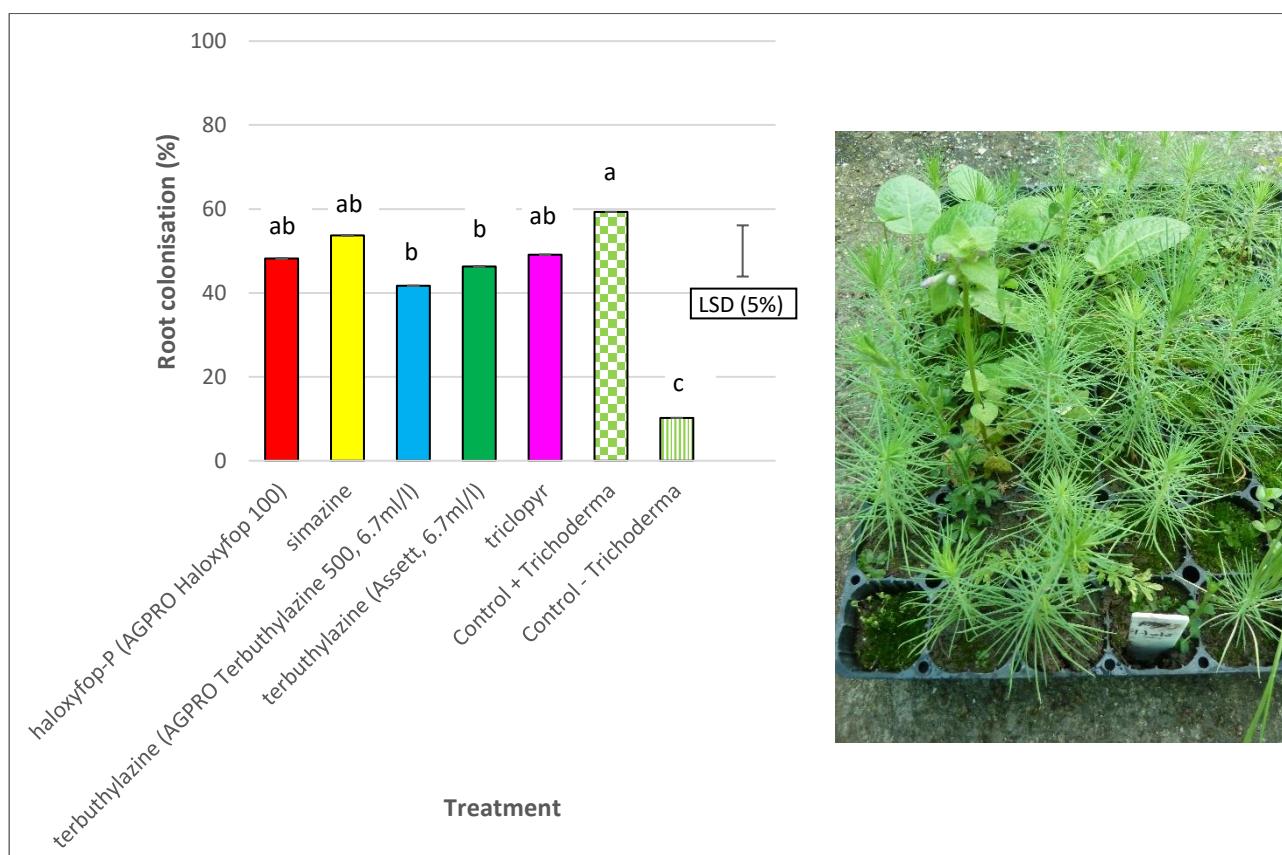 100
80
60
40
20
0
Root colonisation (%)
ab
ab
b
b
ab
a
c
LSD (5%)
haloxyfop-P (AGPRO Haloxyfop 100)
simazine
terbuthylazine (AGPRO Terbuthylazine 500, 6.7ml/l)
terbuthylazine (Assett, 6.7ml/l)
triclopyr
Control + Trichoderma
Control - Trichoderma
Treatment